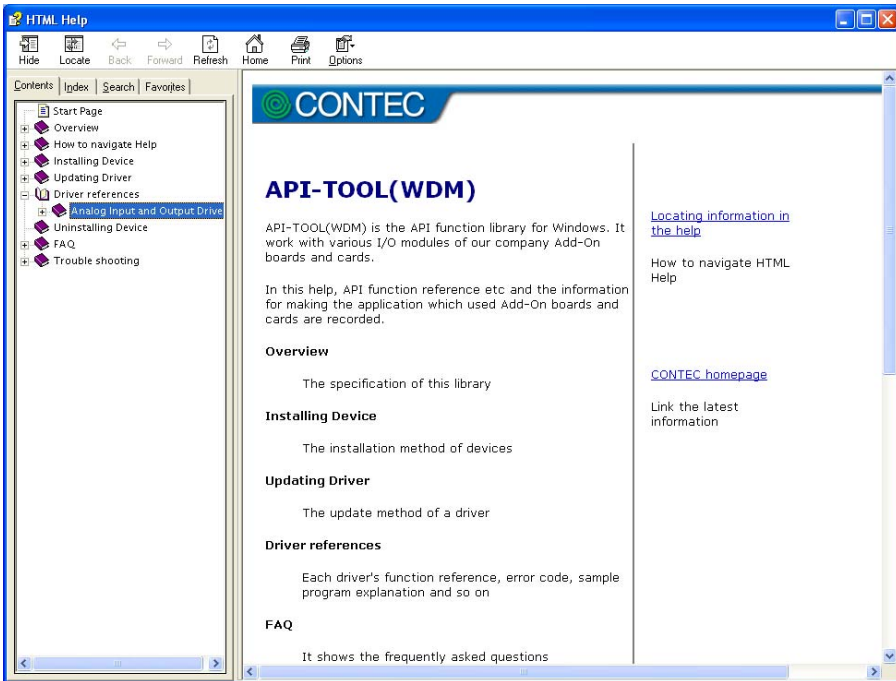 HTML Help
Hide Locate Back Forward Refresh Home Print Options
Contents Index Search Favorites
Start Page
Overview
How to navigate Help
Installing Device
Updating Driver
Driver references
Analog Input and Output Drive
Uninstalling Device
FAQ
Trouble shooting
CONTEC
API-TOOL(WDM)
API-TOOL(WDM) is the API function library for Windows. It
work with various I/O modules of our company Add-On
boards and cards.
In this help, API function reference etc and the information
for making the application which used Add-On boards and
cards are recorded.
Overview
The specification of this library
Installing Device
The installation method of devices
Updating Driver
The update method of a driver
Driver references
Each driver's function reference, error code, sample
program explanation and so on
FAQ
It shows the frequently asked questions
Locating information in
the help
How to navigate HTML
Help
CONTEC homepage
Link the latest
information